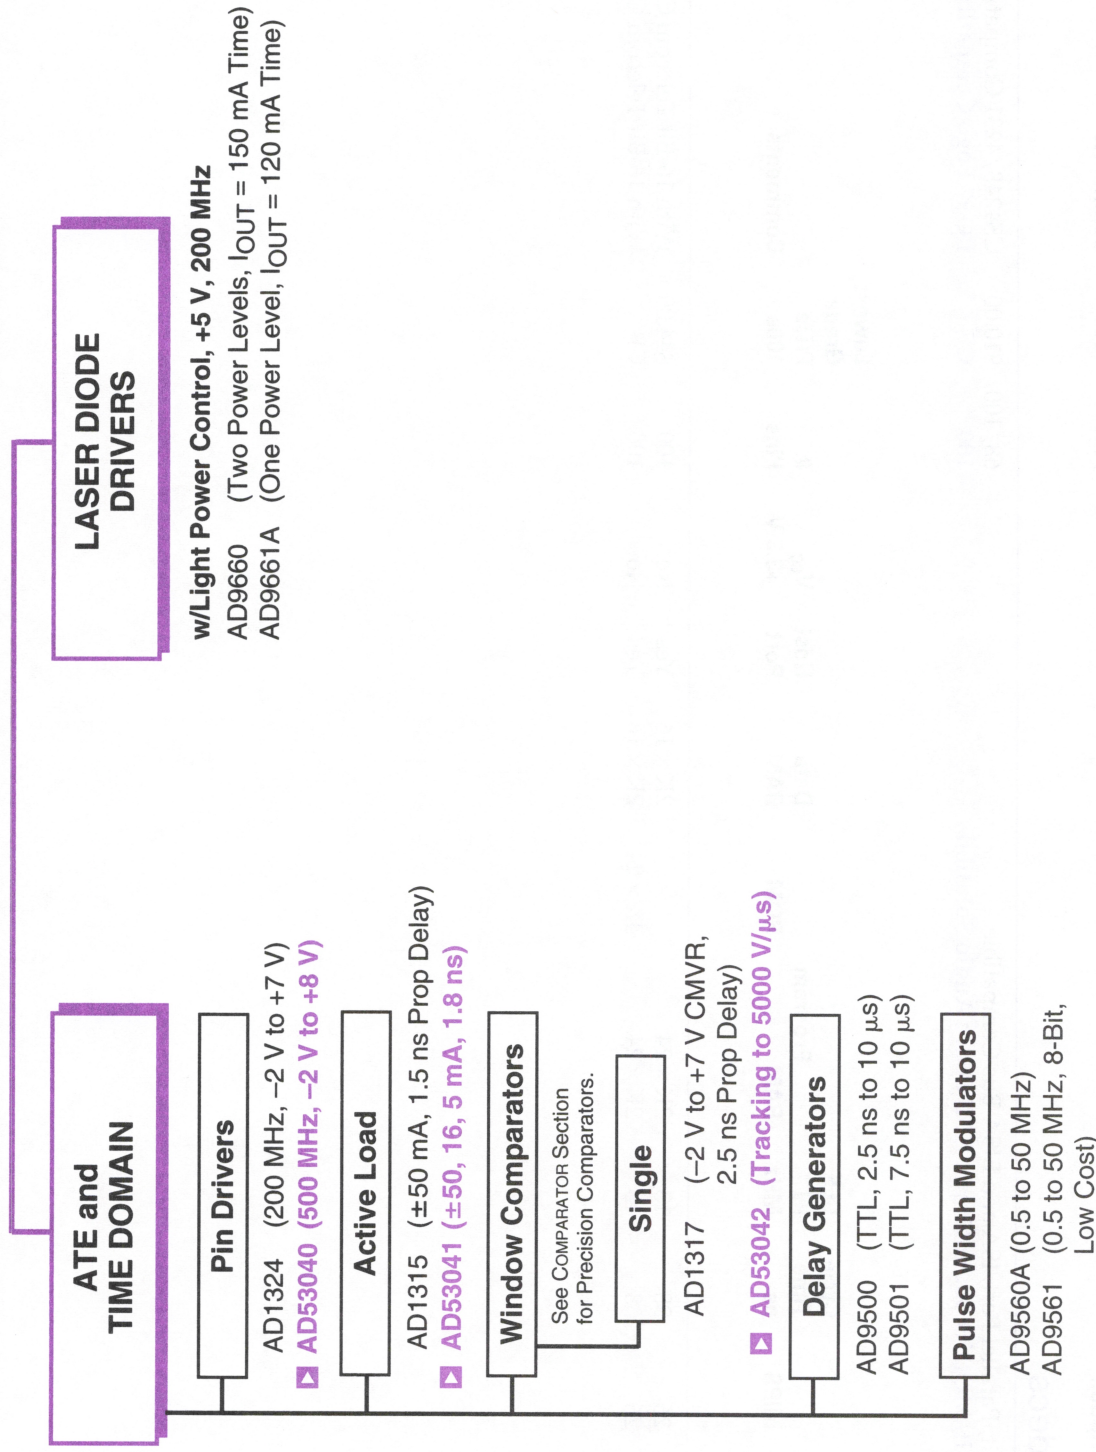 ATE and
TIME DOMAIN
Pin Drivers
AD1324 (200 MHz, –2 V to +7 V)
AD53040 (500 MHz, –2 V to +8 V)
Active Load
AD1315 (±50 mA, 1.5 ns Prop Delay)
AD53041 (±50, 16, 5 mA, 1.8 ns)
Window Comparators
See COMPARATOR Section
for Precision Comparators.
Single
AD1317 (–2 V to +7 V CMVR,
2.5 ns Prop Delay)
AD53042 (Tracking to 5000 V/μs)
Delay Generators
AD9500 (TTL, 2.5 ns to 10 μs)
AD9501 (TTL, 7.5 ns to 10 μs)
Pulse Width Modulators
AD9560A (0.5 to 50 MHz)
AD9561 (0.5 to 50 MHz, 8-Bit,
Low Cost)
LASER DIODE
DRIVERS
w/Light Power Control, +5 V, 200 MHz
AD9660 (Two Power Levels, IOUT = 150 mA Time)
AD9661A (One Power Level, IOUT = 120 mA Time)